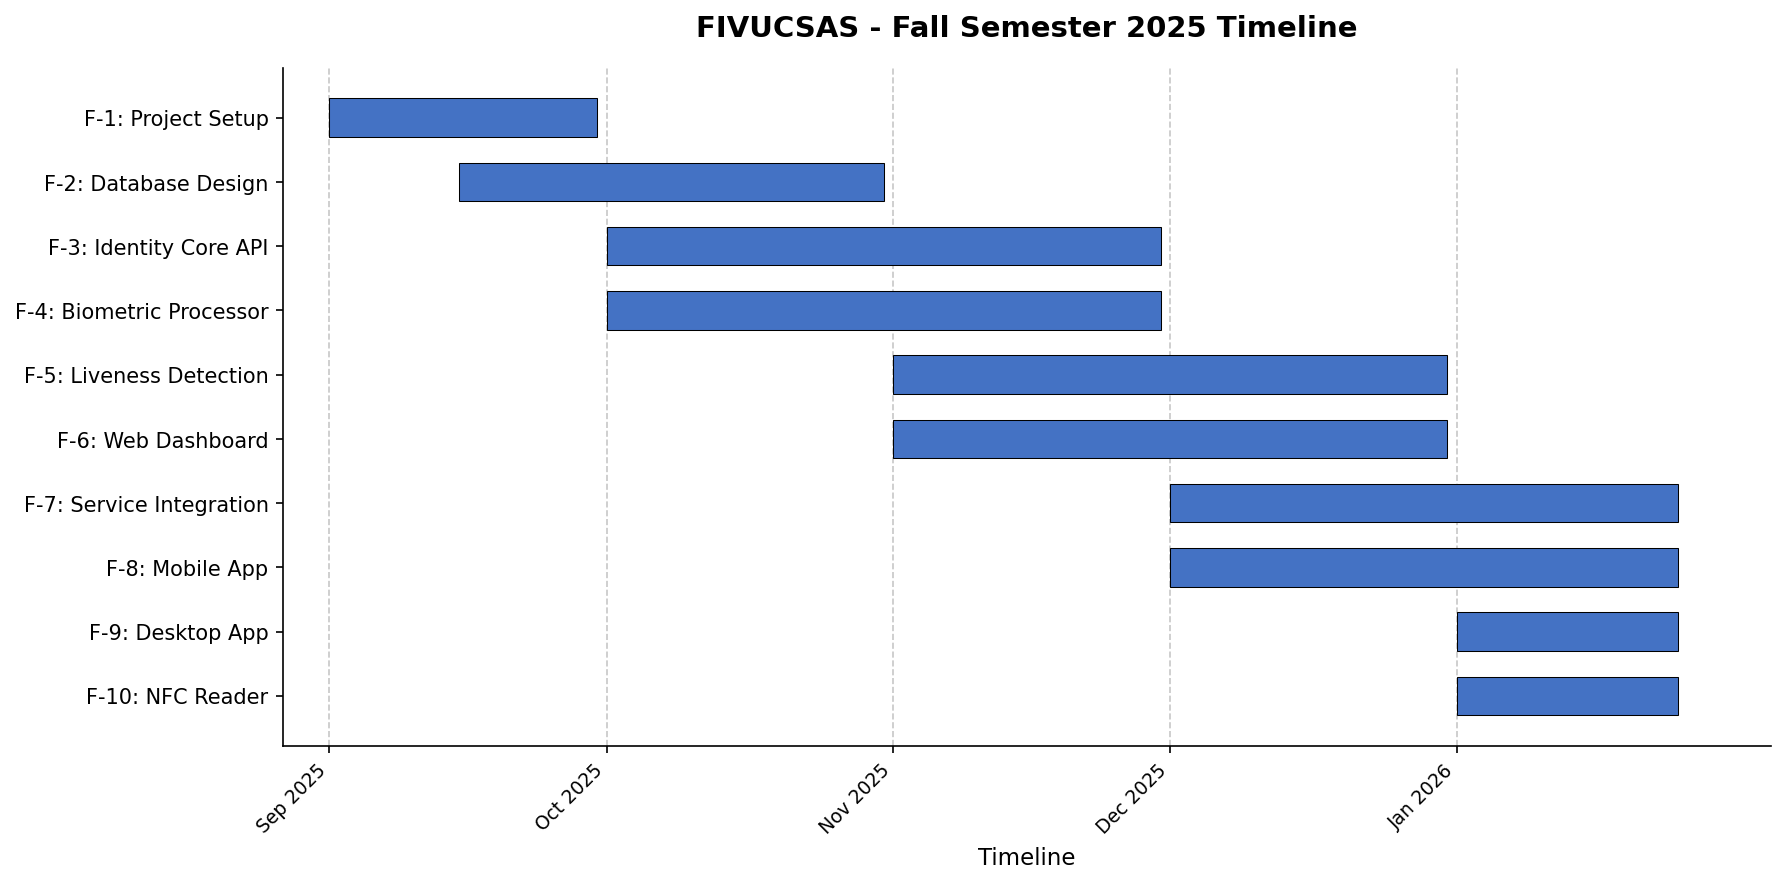 FIVUCSAS - Fall Semester 2025 Timeline
F-1: Project Setup
F-2: Database Design
F-3: Identity Core API
F-4: Biometric Processor
F-5: Liveness Detection
F-6: Web Dashboard
F-7: Service Integration
F-8: Mobile App
F-9: Desktop App
F-10: NFC Reader
Sep 2025
Oct 2025
Nov 2025
Dec 2025
Jan 2026
Timeline